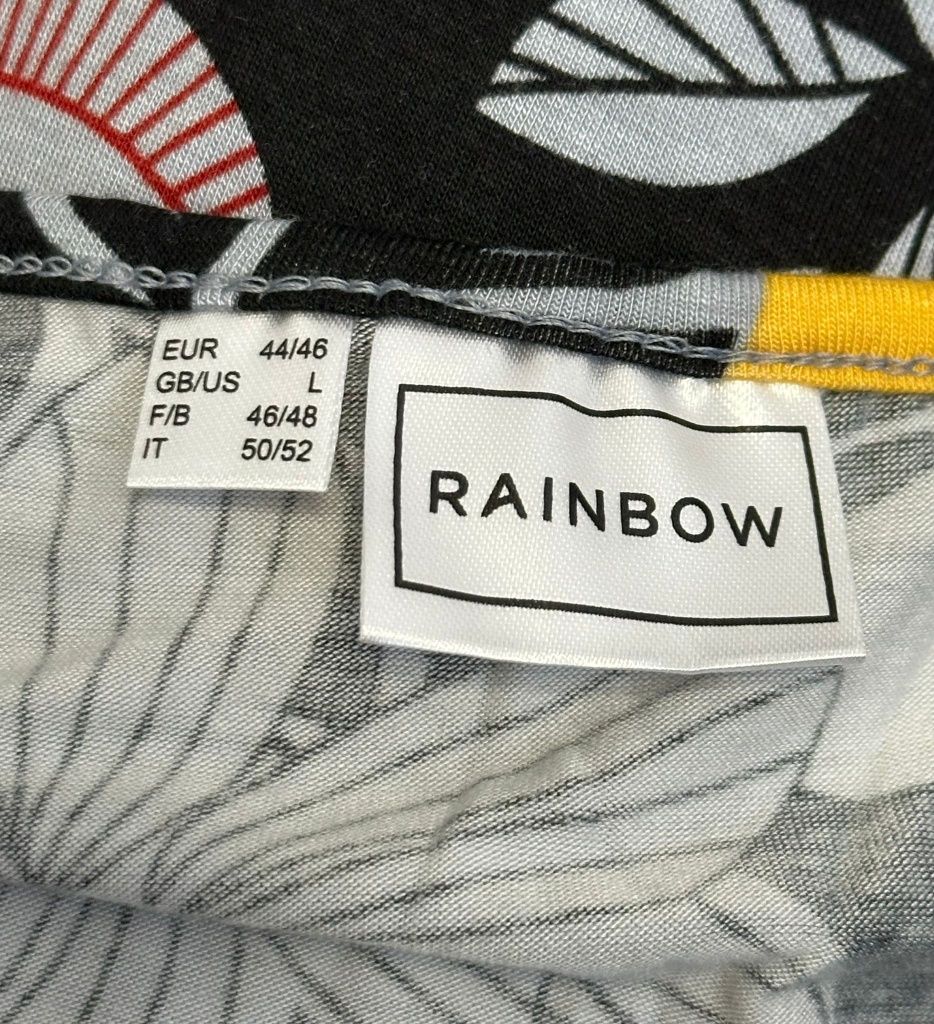 EUR 44/46
GB/US L
F/B 46/48
IT 50/52
RAINBOW